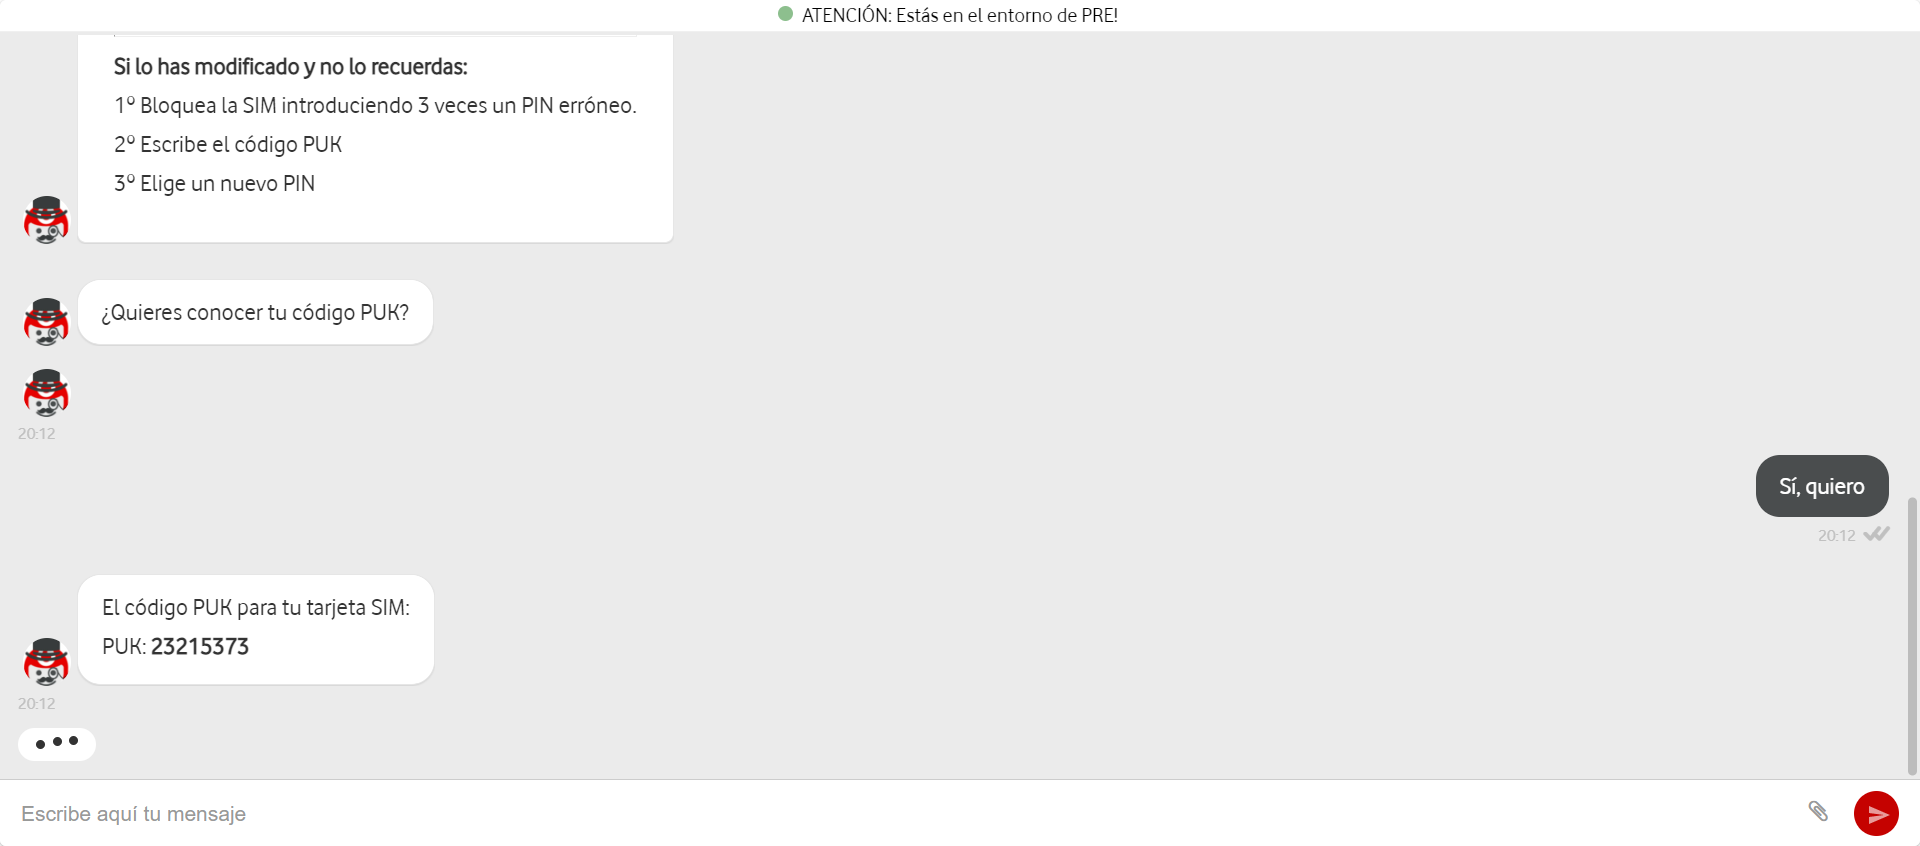 ATENCIÓN: Estás en el entorno de PRE!
Si lo has modificado y no lo recuerdas:
1º Bloquea la SIM introduciendo 3 veces un PIN erróneo.
2º Escribe el código PUK
3º Elige un nuevo PIN
¿Quieres conocer tu código PUK?
20:12
Sí, quiero
20:12
El código PUK para tu tarjeta SIM:
PUK: 23215373
20:12
Escribe aquí tu mensaje